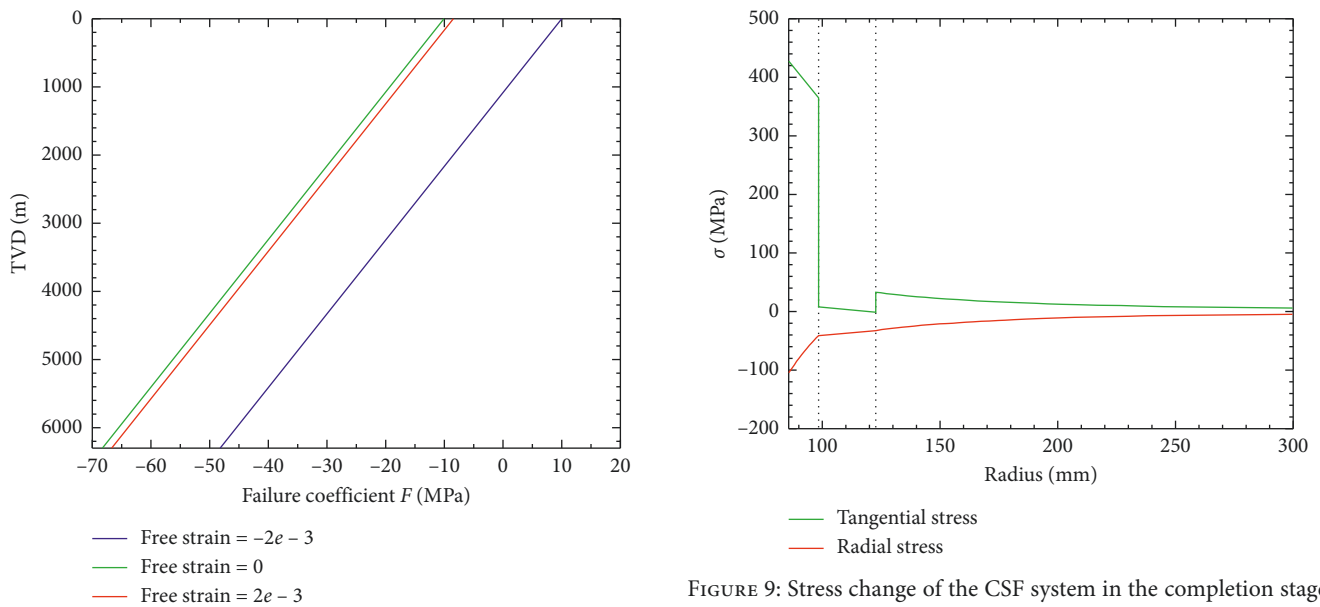 0
1000
2000
3000
4000
5000
6000
TVD (m)
–70 –60 –50 –40 –30 –20 –10 0 10 20
Failure coefficient F (MPa)
Free strain = –2e – 3
Free strain = 0
Free strain = 2e – 3
500
400
300
200
100
0
–100
–200
σ (MPa)
100 150 200 250 300
Radius (mm)
Tangential stress
Radial stress
FIGURE 9: Stress change of the CSF system in the completion stage